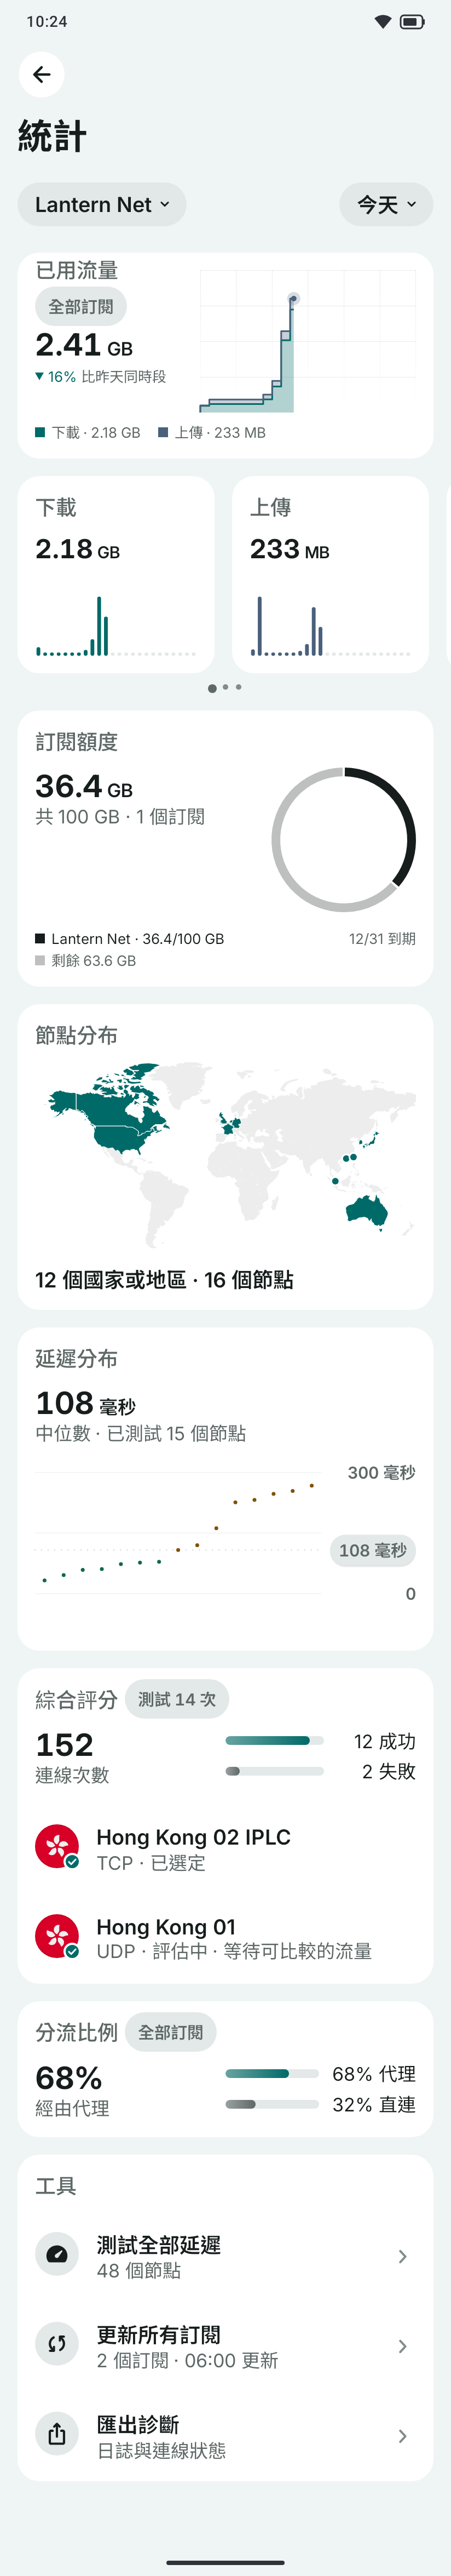 10:24
統計
Lantern Net
今天
已用流量
全部訂閱
2.41 GB
▼ 16% 比昨天同時段
下載 · 2.18 GB
上傳 · 233 MB
下載
2.18 GB
上傳
233 MB
訂閱額度
36.4 GB
共 100 GB · 1 個訂閱
Lantern Net · 36.4/100 GB
12/31 到期
剩餘 63.6 GB
節點分布
12 個國家或地區 · 16 個節點
延遲分布
108 毫秒
中位數 · 已測試 15 個節點
300 毫秒
108 毫秒
0
綜合評分
測試 14 次
152
連線次數
12 成功
2 失敗
Hong Kong 02 IPLC
TCP · 已選定
Hong Kong 01
UDP · 評估中 · 等待可比較的流量
分流比例
全部訂閱
68%
經由代理
68% 代理
32% 直連
工具
測試全部延遲
48 個節點
更新所有訂閱
2 個訂閱 · 06:00 更新
匯出診斷
日誌與連線狀態